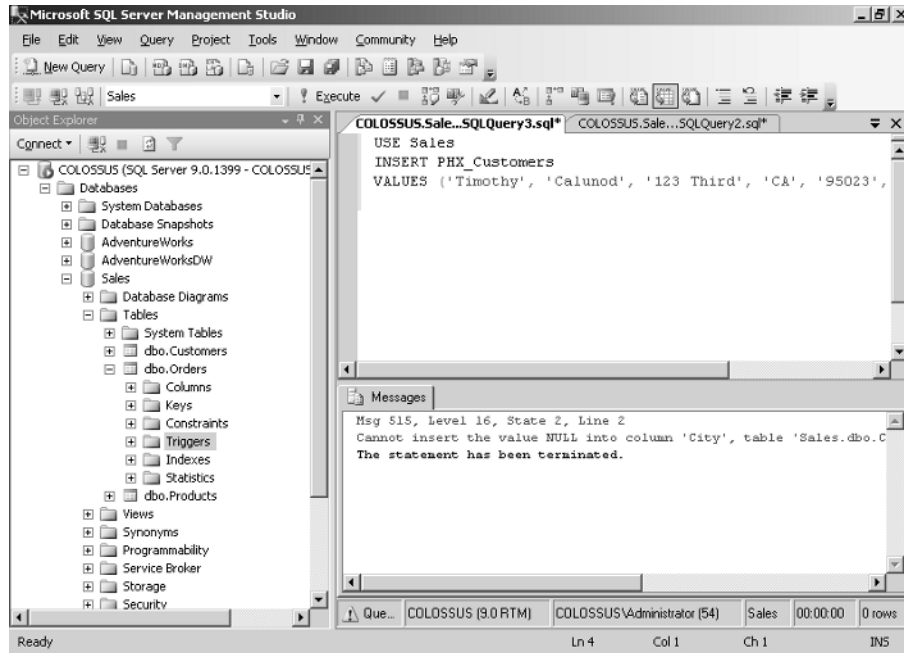 Microsoft SQL Server Management Studio
File Edit View Query Project Tools Window Community Help
New Query
Sales
Execute
Object Explorer
COLOSSUS.Sale...SQLQuery3.sql* COLOSSUS.Sale...SQLQuery2.sql*
Connect
COLOSSUS (SQL Server 9.0.1399 - COLOSSUS
Databases
System Databases
Database Snapshots
AdventureWorks
AdventureWorksDW
Sales
Database Diagrams
Tables
System Tables
dbo.Customers
dbo.Orders
Columns
Keys
Constraints
Triggers
Indexes
Statistics
dbo.Products
Views
Synonyms
Programmability
Service Broker
Storage
Security
USE Sales
INSERT PHX_Customers
VALUES ('Timothy', 'Calunod', '123 Third', 'CA', '95023',
Messages
Msg 515, Level 16, State 2, Line 2
Cannot insert the value NULL into column 'City', table 'Sales.dbo.C
The statement has been terminated.
Que... COLOSSUS (9.0 RTM) COLOSSUS\Administrator (54) Sales 00:00:00 0 rows
Ready Ln 4 Col 1 Ch 1 INS